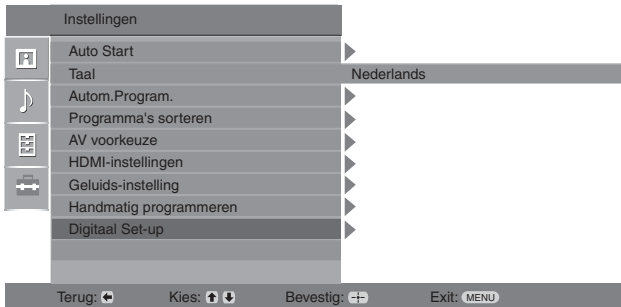 Instellingen
Auto Start
Taal Nederlands
Autom.Program.
Programma's sorteren
AV voorkeuze
HDMI-instellingen
Geluids-instelling
Handmatig programmeren
Digitaal Set-up
Terug: Kies: Bevestig: Exit: MENU